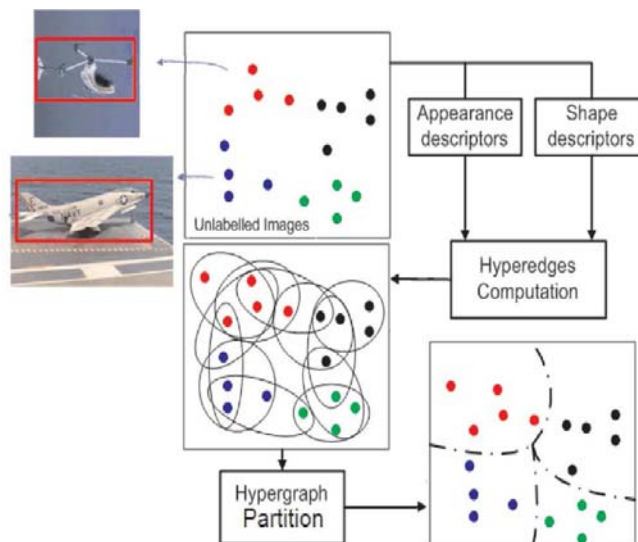 Appearance
descriptors
Shape
descriptors
Unlabelled Images
Hyperedges
Computation
Hypergraph
Partition